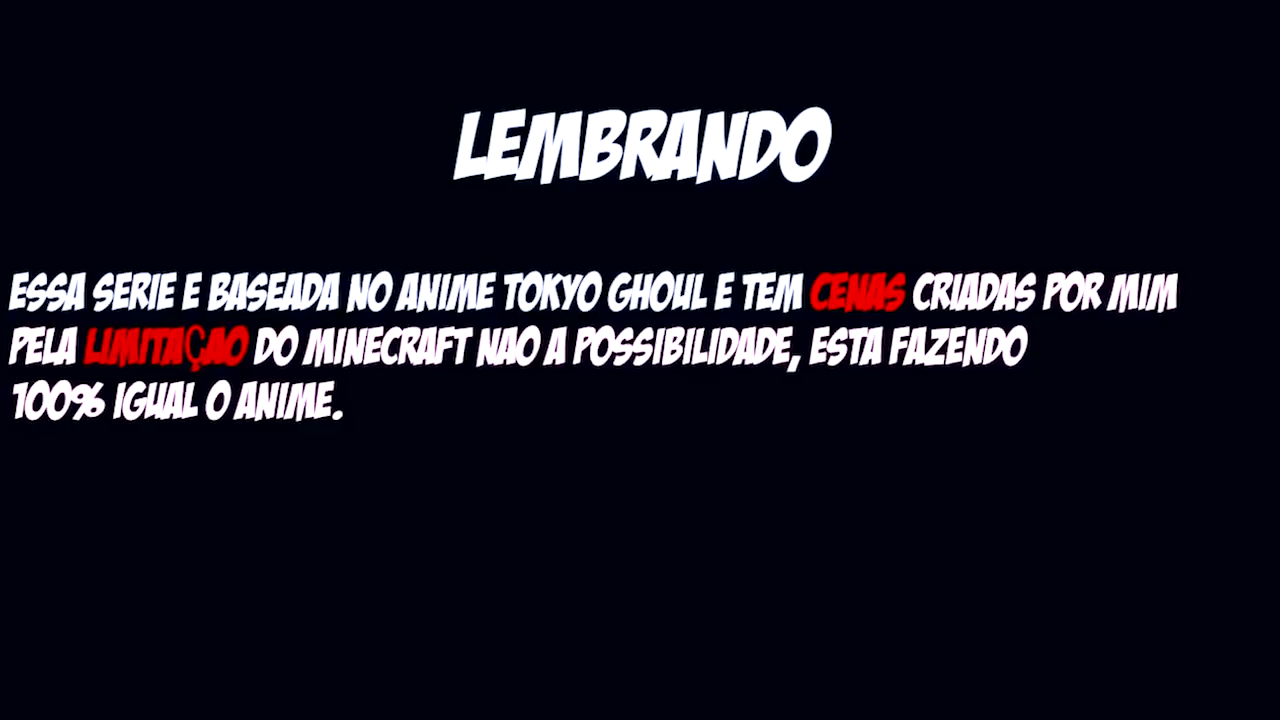 LEMBRANDO
ESSA SERIE E BASEADA NO ANIME TOKYO GHOUL E TEM CENAS CRIADAS POR MIM
PELA LIMITAÇAO DO MINECRAFT NAO A POSSIBILIDADE, ESTA FAZENDO
100% IGUAL O ANIME.